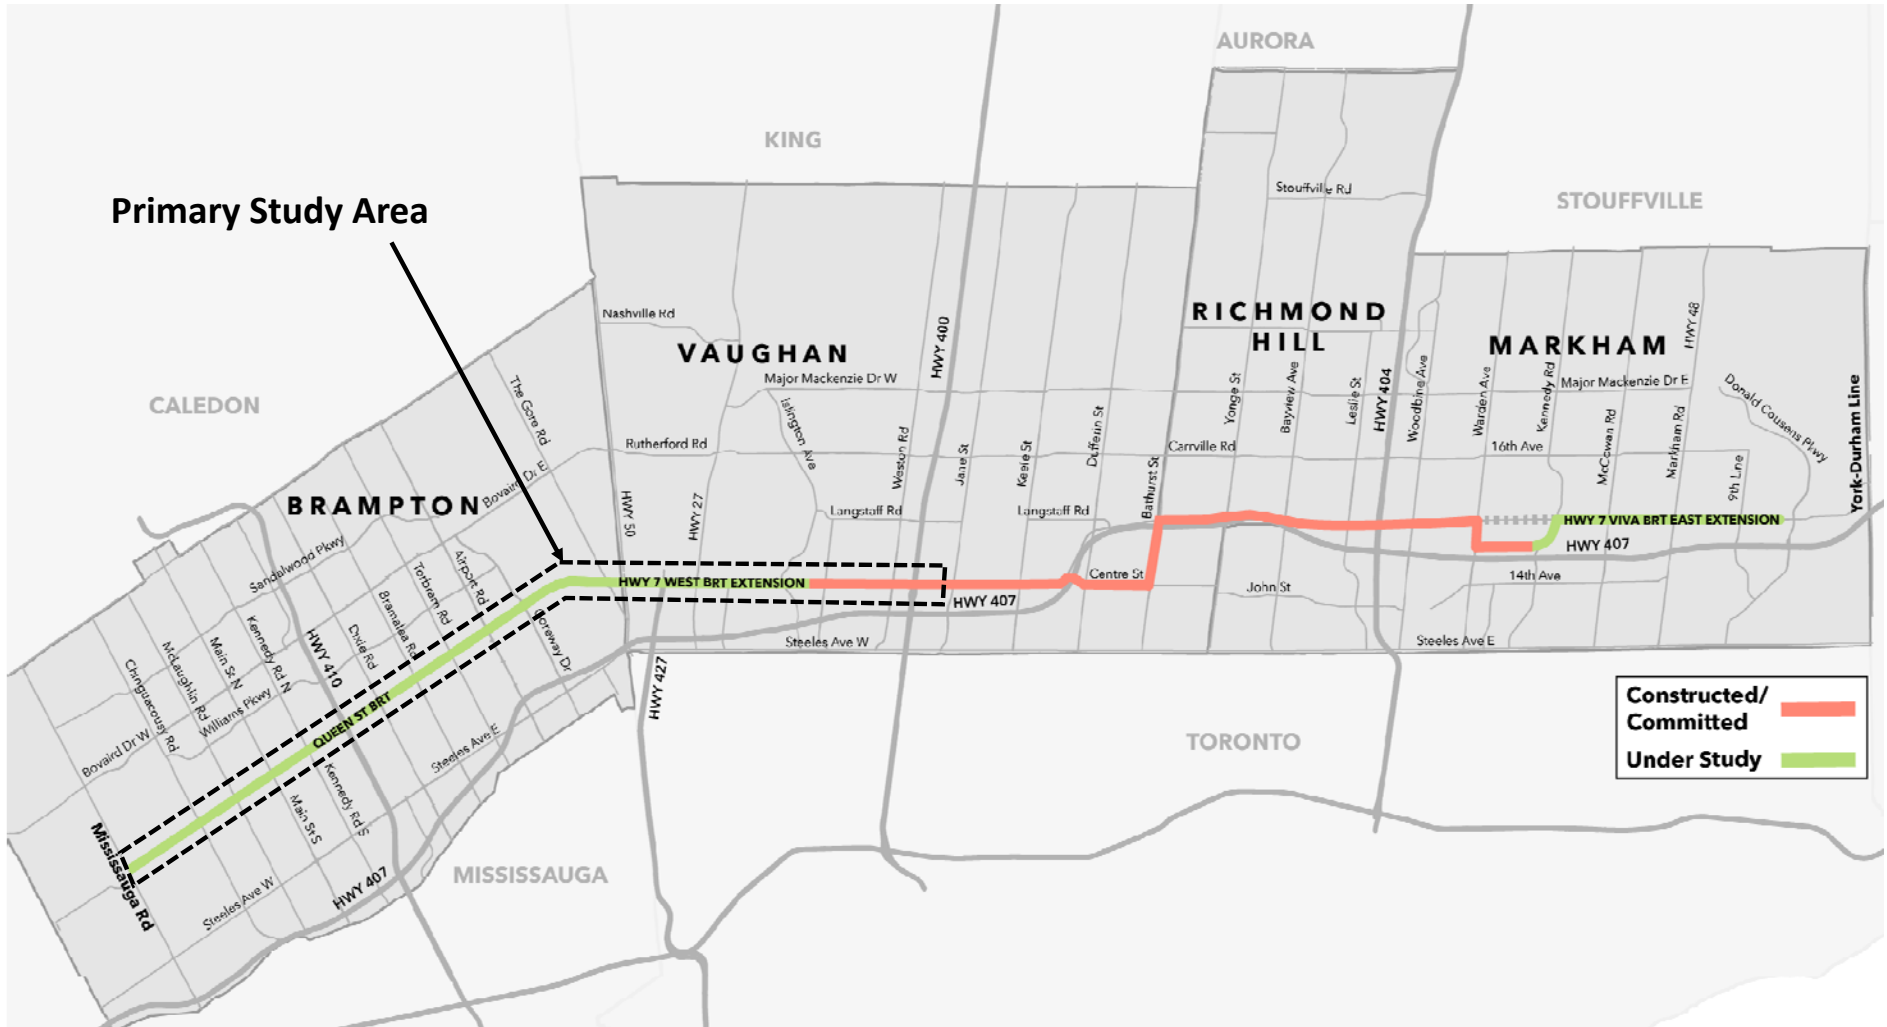 AURORA
KING
STOUFFVILLE
Stouffville Rd
Primary Study Area
Nashville Rd
VAUGHAN
RICHMOND
HILL
MARKHAM
HWY 48
HWY 400
Major Mackenzie Dr W
Major Mackenzie Dr E
CALEDON
The Gore Rd
Islington Ave
Weston Rd
Jane St
Keele St
Dufferin St
Bathurst St
Yonge St
Bayview Ave
Leslie St
HWY 404
Woodbine Ave
Warden Ave
Kennedy Rd
McCowan Rd
Markham Rd
9th Line
Donald Cousens Pkwy
York-Durham Line
Rutherford Rd
Carrville Rd
16th Ave
BRAMPTON
Bovaird Dr E
HWY 50
HWY 27
Langstaff Rd
Langstaff Rd
HWY 7 VIVA BRT EAST EXTENSION
HWY 407
Sandalwood Pkwy
Airport Rd
Torbram Rd
Bramalea Rd
Dixie Rd
HWY 410
Kennedy Rd N
Main St N
McLaughlin Rd
Chinguacousy Rd
Williams Pkwy
Bovaird Dr W
HWY 7 WEST BRT EXTENSION
Centre St
14th Ave
John St
HWY 407
Goreway Dr
Steeles Ave W
Steeles Ave E
HWY 427
QUEEN ST BRT
Steeles Ave E
Kennedy Rd S
Main St S
Mississauga Rd
Steeles Ave W
HWY 407
MISSISSAUGA
TORONTO
Constructed/
Committed
Under Study